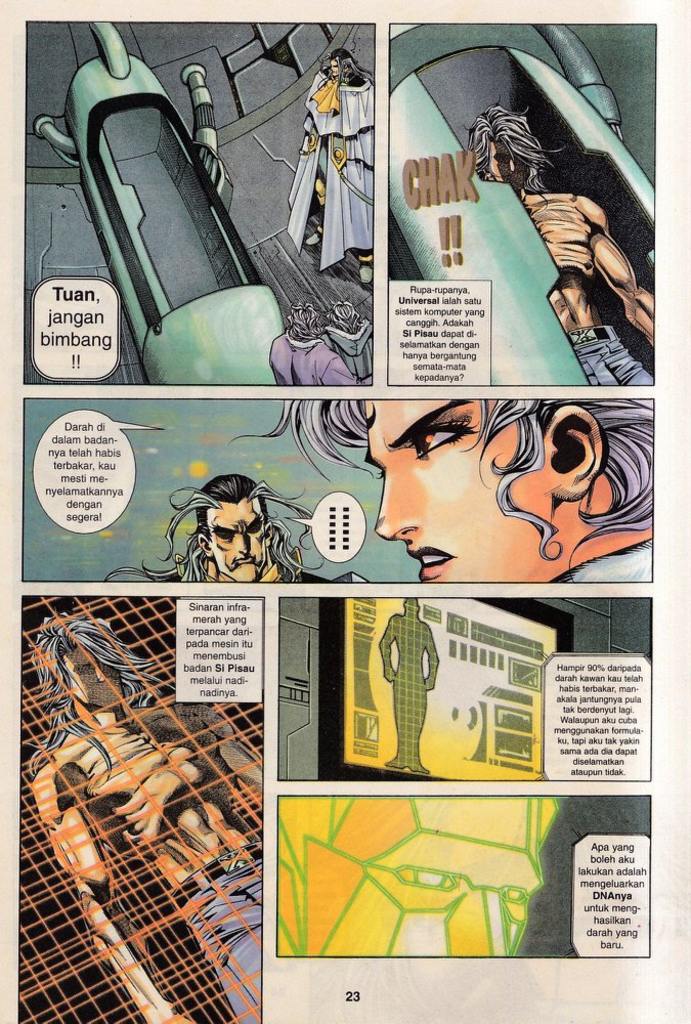 Tuan,
jangan
bimbang
!!
CHAK
!!
Rupa-rupanya,
Universal ialah satu
sistem komputer yang
canggih. Adakah
Si Pisau dapat di-
selamatkan dengan
hanya bergantung
semata-mata
kepadanya?
Darah di
dalam badan-
nya telah habis
terbakar, kau
mesti me-
nyelamatkannya
dengan
segera!
Sinaran infra-
merah yang
terpancar dari-
pada mesin itu
menembusi
badan Si Pisau
melalui nadi-
nadinya.
Hampir 90% daripada
darah kawan kau telah
habis terbakar, man-
akala jantungnya pula
tak berdenyut lagi.
Walaupun aku cuba
menggunakan formula-
ku, tapi aku tak yakin
sama ada dia dapat
diselamatkan
ataupun tidak.
Apa yang
boleh aku
lakukan adalah
mengeluarkan
DNAnya
untuk meng-
hasilkan
darah yang
baru.
23